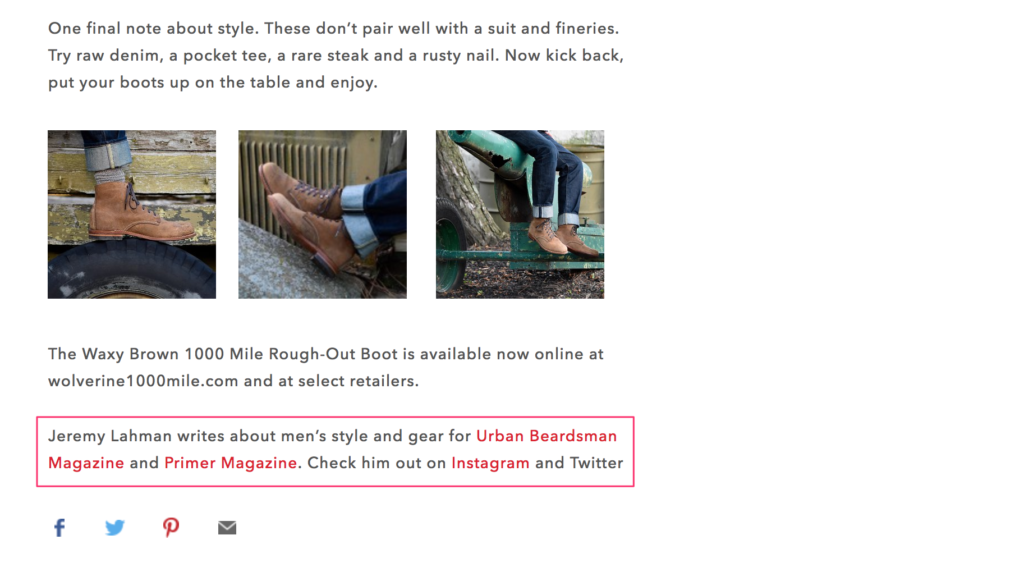 One final note about style. These don’t pair well with a suit and fineries.
Try raw denim, a pocket tee, a rare steak and a rusty nail. Now kick back,
put your boots up on the table and enjoy.
The Waxy Brown 1000 Mile Rough-Out Boot is available now online at
wolverine1000mile.com and at select retailers.
Jeremy Lahman writes about men’s style and gear for Urban Beardsman
Magazine and Primer Magazine. Check him out on Instagram and Twitter